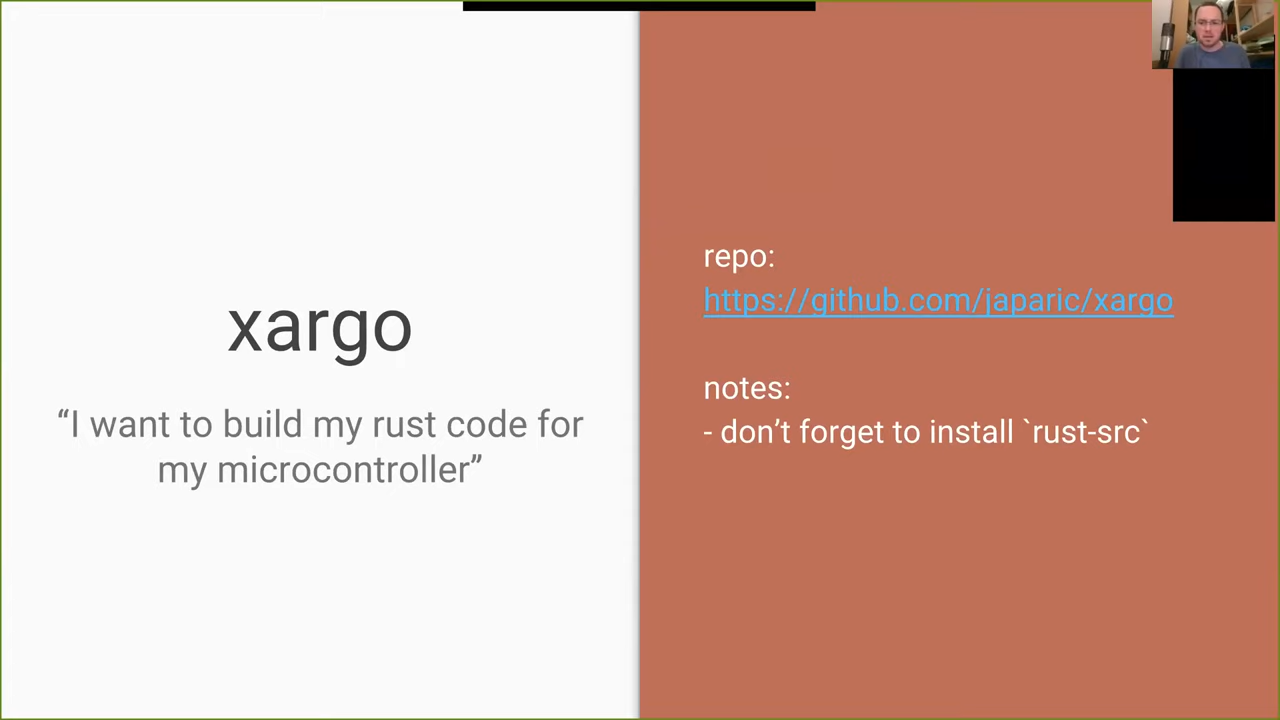 xargo
“I want to build my rust code for
my microcontroller”
repo:
https://github.com/japaric/xargo
notes:
- don’t forget to install `rust-src`